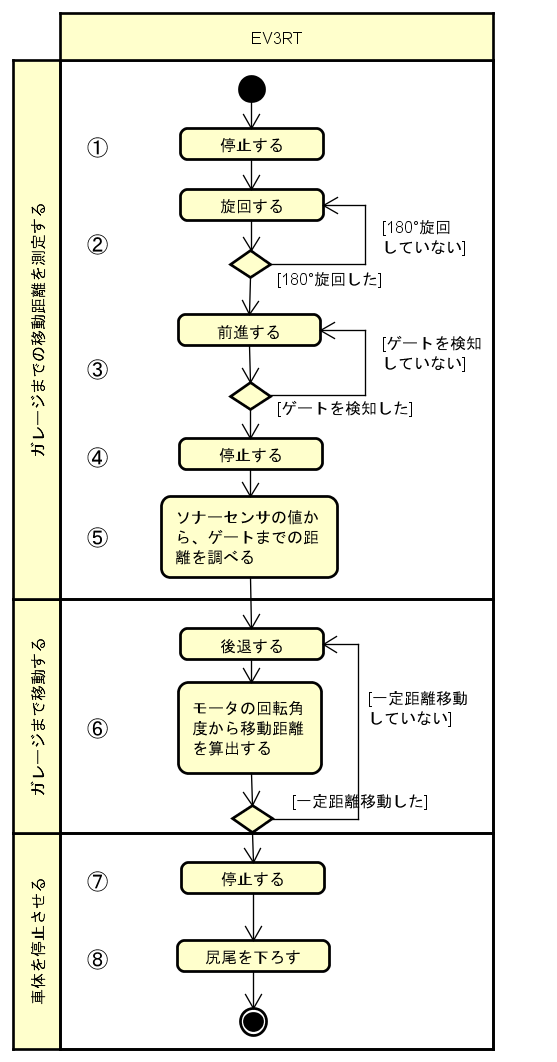 EV3RT
ガレージまでの移動距離を測定する
①
停止する
旋回する
②
[180°旋回
していない]
[180°旋回した]
前進する
③
[ゲートを検知
していない]
[ゲートを検知した]
④
停止する
⑤
ソナーセンサの値か
ら、ゲートまでの距
離を調べる
ガレージまで移動する
後退する
⑥
モータの回転角
度から移動距離
を算出する
[一定距離移動
していない]
[一定距離移動した]
車体を停止させる
⑦
停止する
⑧
尻尾を下ろす